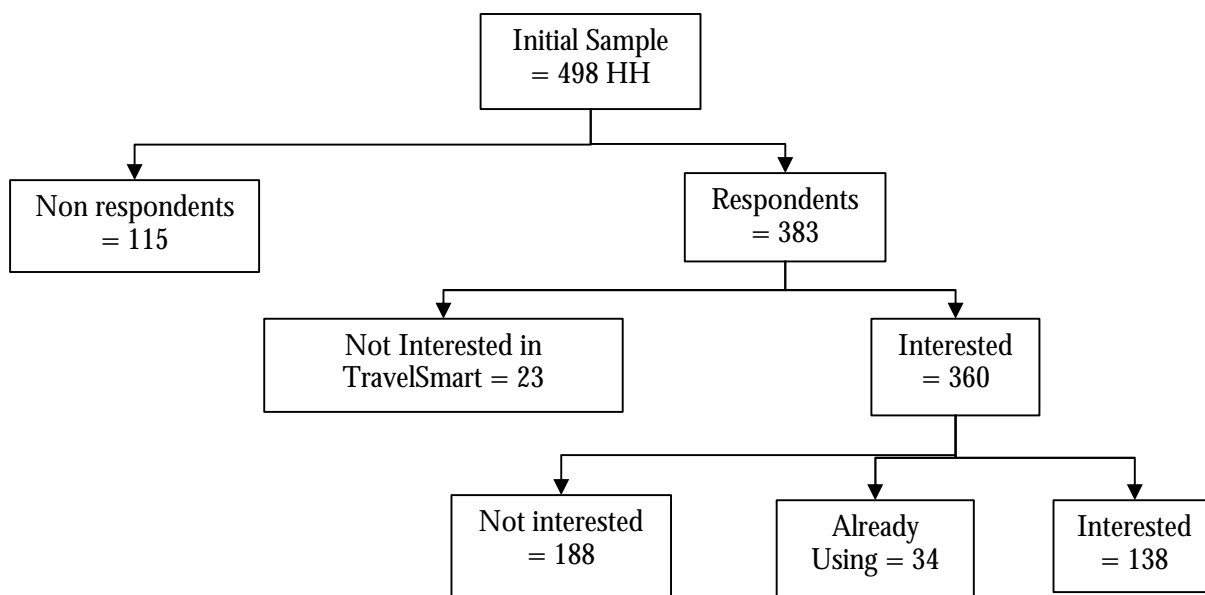 Initial Sample
= 498 HH
Non respondents
= 115
Respondents
= 383
Not Interested in
TravelSmart = 23
Interested
= 360
Not interested
= 188
Already
Using = 34
Interested
= 138